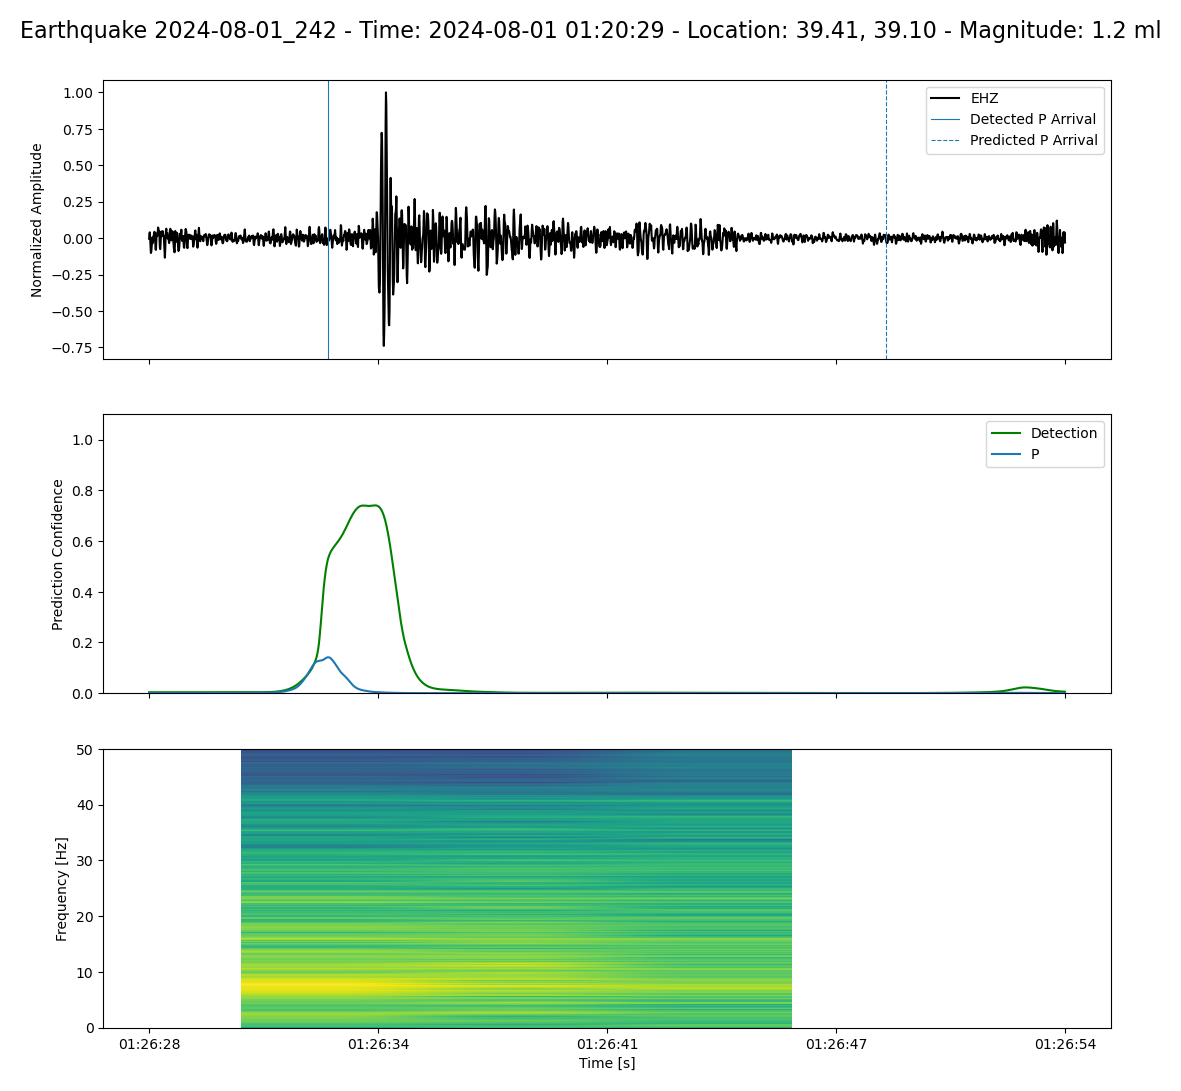 Earthquake 2024-08-01_242 - Time: 2024-08-01 01:20:29 - Location: 39.41, 39.10 - Magnitude: 1.2 ml
Normalized Amplitude
1.00
0.75
0.50
0.25
0.00
−0.25
−0.50
−0.75
EHZ
Detected P Arrival
Predicted P Arrival
Prediction Confidence
1.0
0.8
0.6
0.4
0.2
0.0
Detection
P
Frequency [Hz]
50
40
30
20
10
0
01:26:28 01:26:34 01:26:41 01:26:47 01:26:54
Time [s]